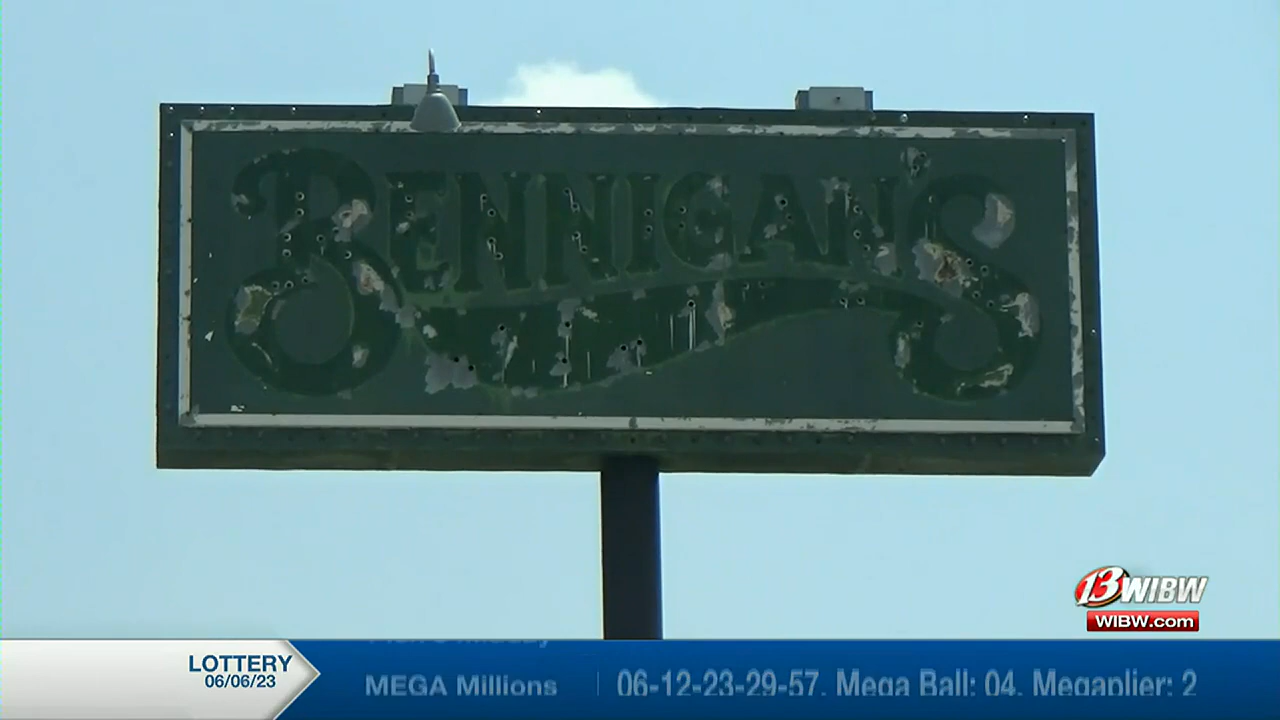 BENNIGAN'S
13 WIBW
WIBW.com
LOTTERY
06/06/23
MEGA Millions
06-12-23-29-57, Mega Ball: 04, Megaplier: 2